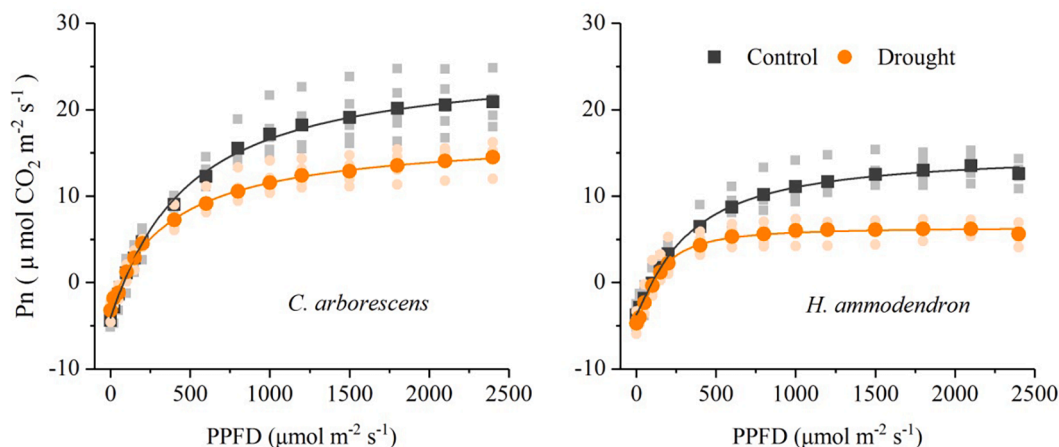 Pn ( μ mol CO₂ m⁻² s⁻¹)
30
20
10
0
-10
C. arborescens
0 500 1000 1500 2000 2500
PPFD (μmol m⁻² s⁻¹)
30
20
10
0
-10
Control Drought
H. ammodendron
0 500 1000 1500 2000 2500
PPFD (μmol m⁻² s⁻¹)